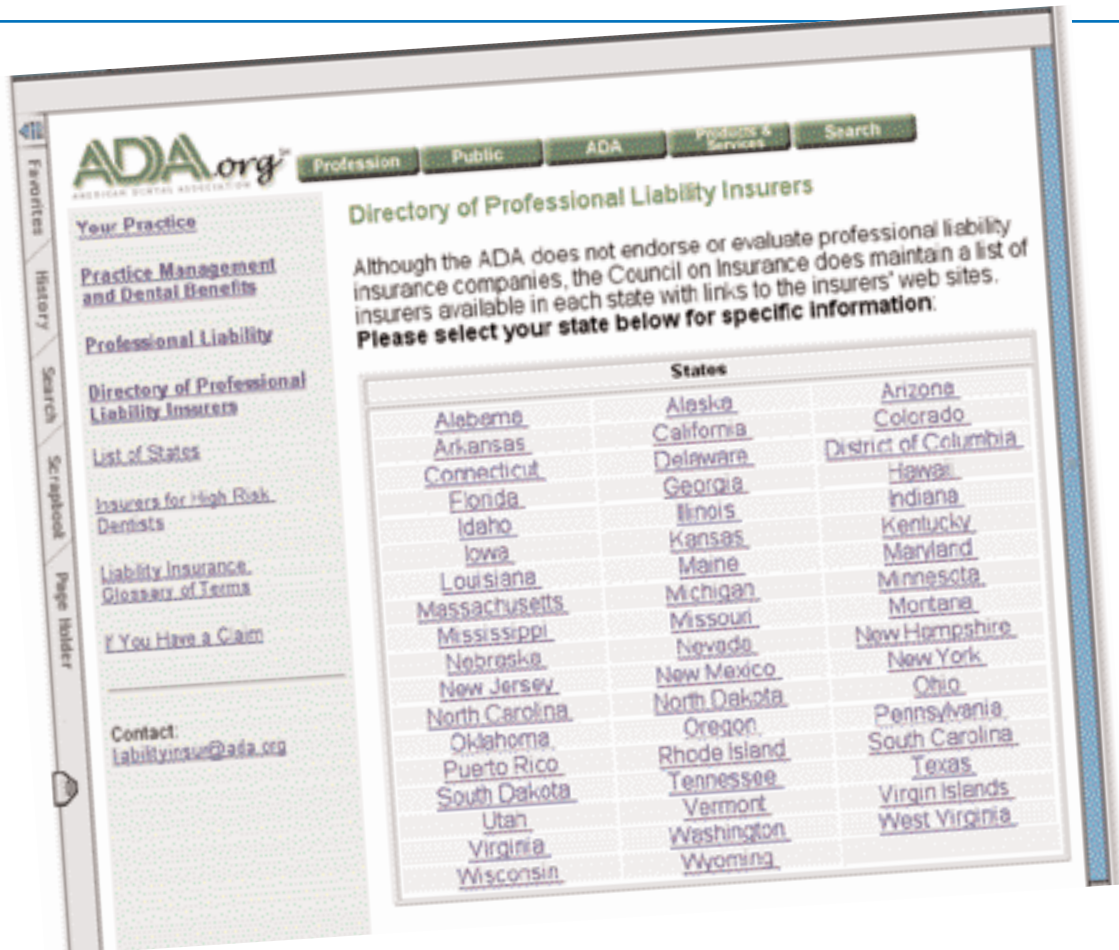 ADA.org
AMERICAN DENTAL ASSOCIATION
Profession
Public
ADA
Products &
Services
Search
Favorites
History
Search
Scrapbook
Page Holder
Your Practice
Practice Management
and Dental Benefits
Professional Liability
Directory of Professional
Liability Insurers
List of States
Insurers for High Risk
Dentists
Liability Insurance
Glossary of Terms
If You Have a Claim
Contact:
Directory of Professional Liability Insurers
Although the ADA does not endorse or evaluate professional liability
insurance companies, the Council on Insurance does maintain a list of
insurers available in each state with links to the insurers' web sites.
Please select your state below for specific information:
States
Alabama Alaska Arizona
Arkansas California Colorado
Connecticut Delaware District of Columbia
Florida Georgia Hawaii
Idaho Illinois Indiana
Iowa Kansas Kentucky
Louisiana Maine Maryland
Massachusetts Michigan Minnesota
Mississippi Missouri Montana
Nebraska Nevada New Hampshire
New Jersey New Mexico New York
North Carolina North Dakota Ohio
Oklahoma Oregon Pennsylvania
Puerto Rico Rhode Island South Carolina
South Dakota Tennessee Texas
Utah Vermont Virgin Islands
Virginia Washington West Virginia
Wisconsin Wyoming